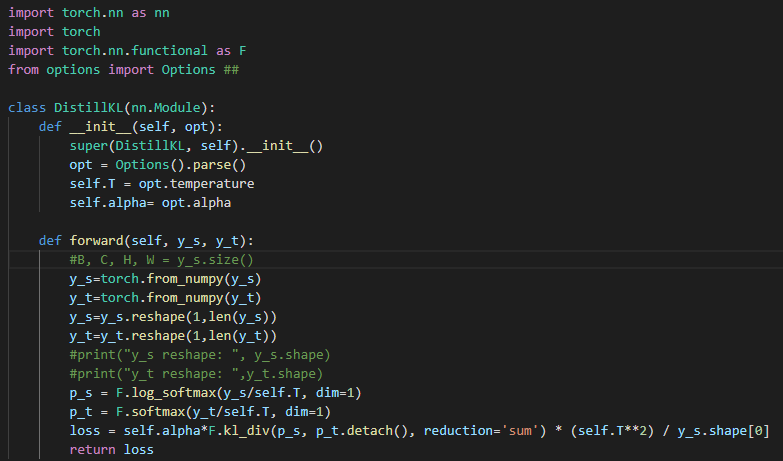 import torch.nn as nn
import torch
import torch.nn.functional as F
from options import Options ##
class DistillKL(nn.Module):
def __init__(self, opt):
super(DistillKL, self).__init__()
opt = Options().parse()
self.T = opt.temperature
self.alpha= opt.alpha
def forward(self, y_s, y_t):
#B, C, H, W = y_s.size()
y_s=torch.from_numpy(y_s)
y_t=torch.from_numpy(y_t)
y_s=y_s.reshape(1,len(y_s))
y_t=y_t.reshape(1,len(y_t))
#print("y_s reshape: ", y_s.shape)
#print("y_t reshape: ",y_t.shape)
p_s = F.log_softmax(y_s/self.T, dim=1)
p_t = F.softmax(y_t/self.T, dim=1)
loss = self.alpha*F.kl_div(p_s, p_t.detach(), reduction='sum') * (self.T**2) / y_s.shape[0]
return loss